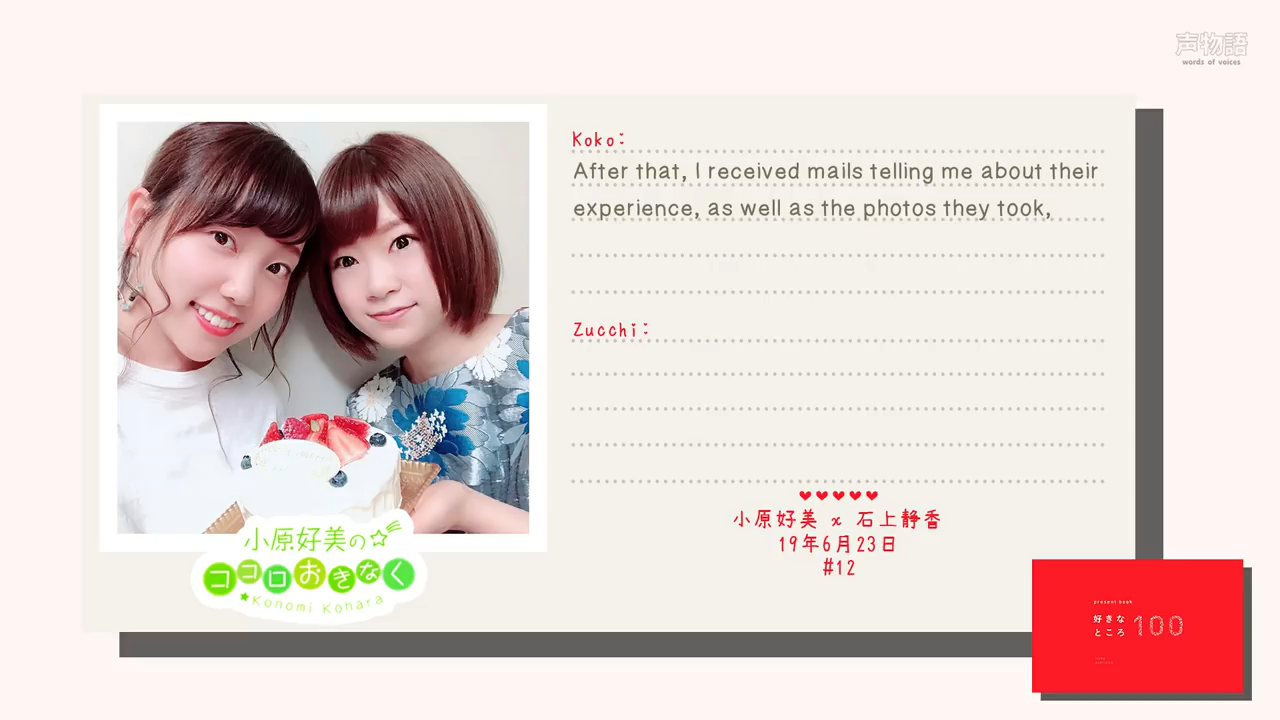 声物語
words of voices
Koko:
After that, I received mails telling me about their
experience, as well as the photos they took,
Zucchi:
小原好美 x 石上静香
19年6月23日
#12
小原好美の
ココロおきなく
Konomi Kohara
present book
好きな
ところ
100